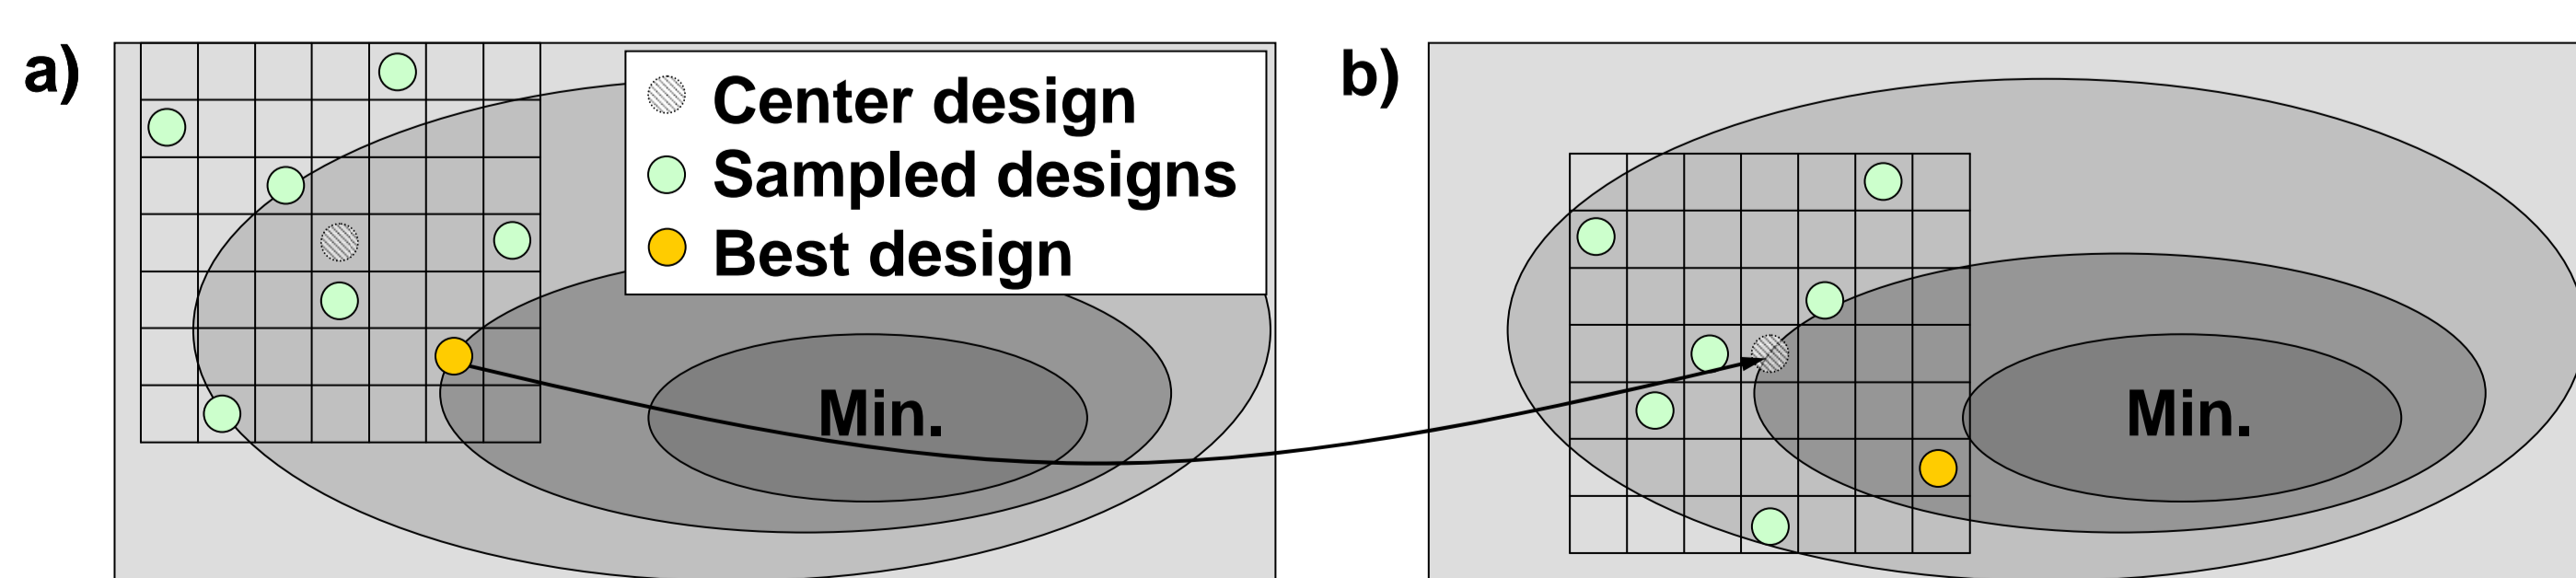 a)
Center design
Sampled designs
Best design
Min.
b)
Min.